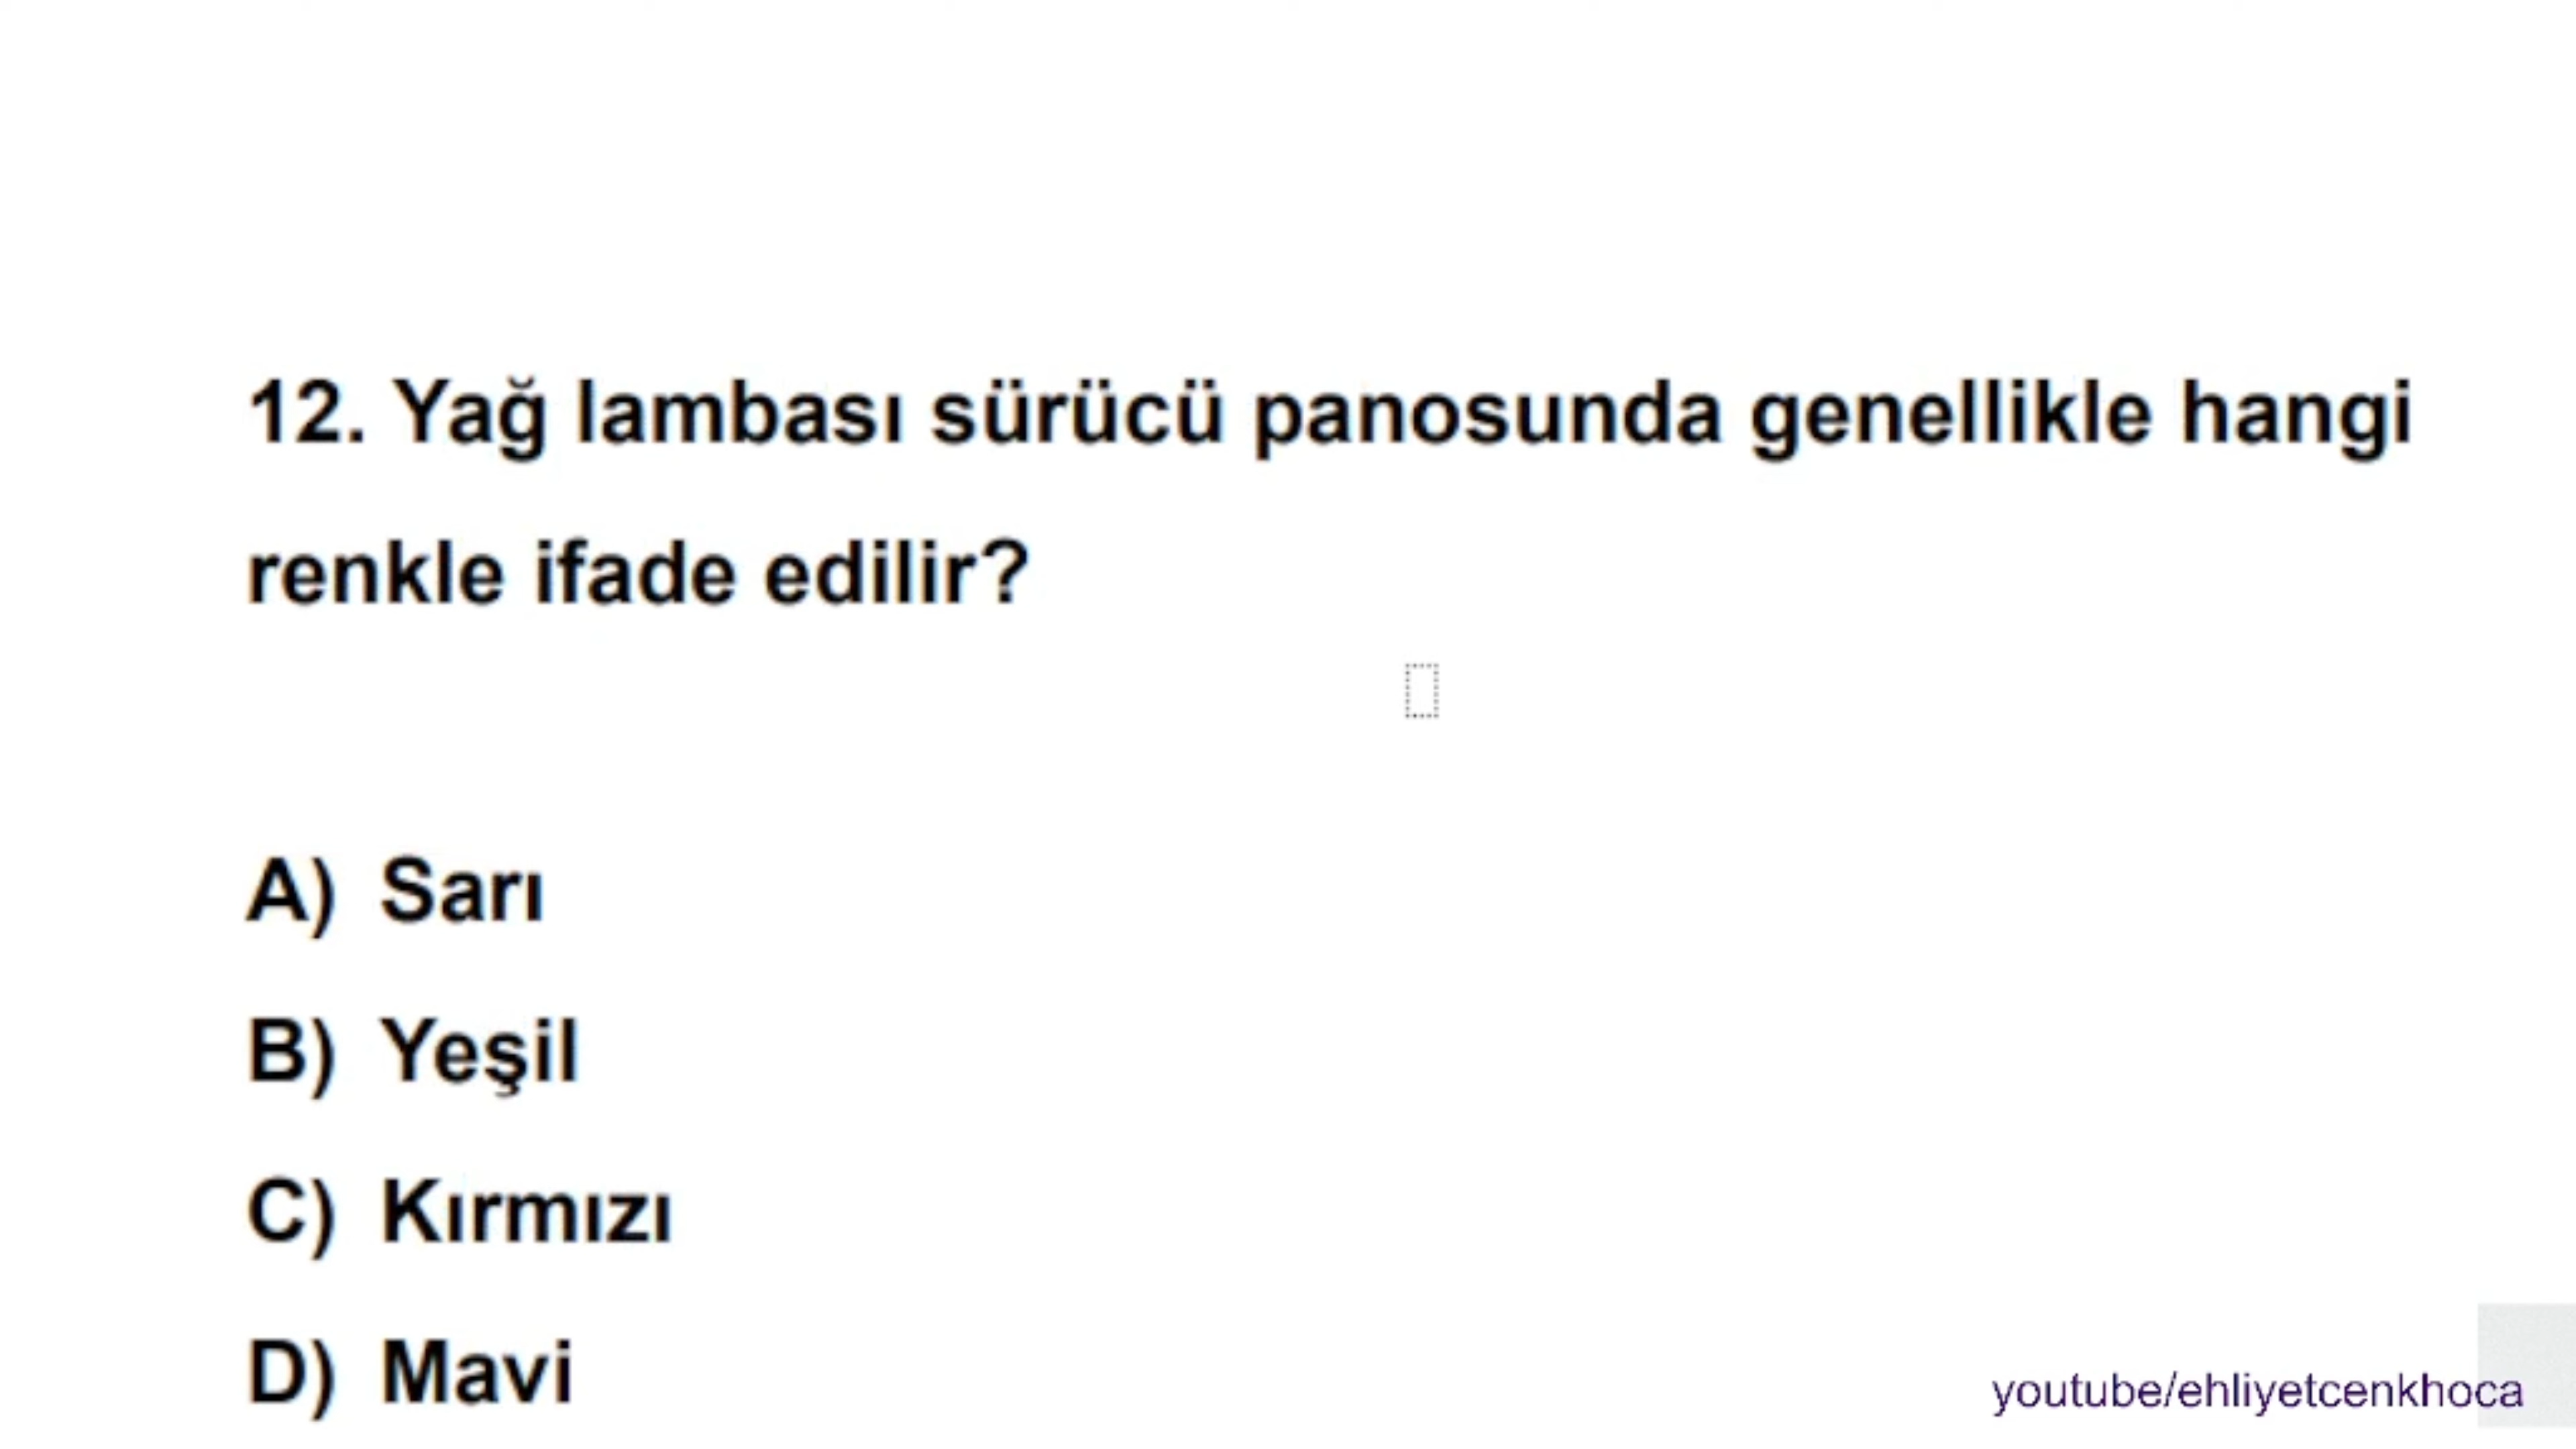 12. Yağ lambası sürücü panosunda genellikle hangi
renkle ifade edilir?
A) Sarı
B) Yeşil
C) Kırmızı
D) Mavi
youtube/ehliyetcenkhoca